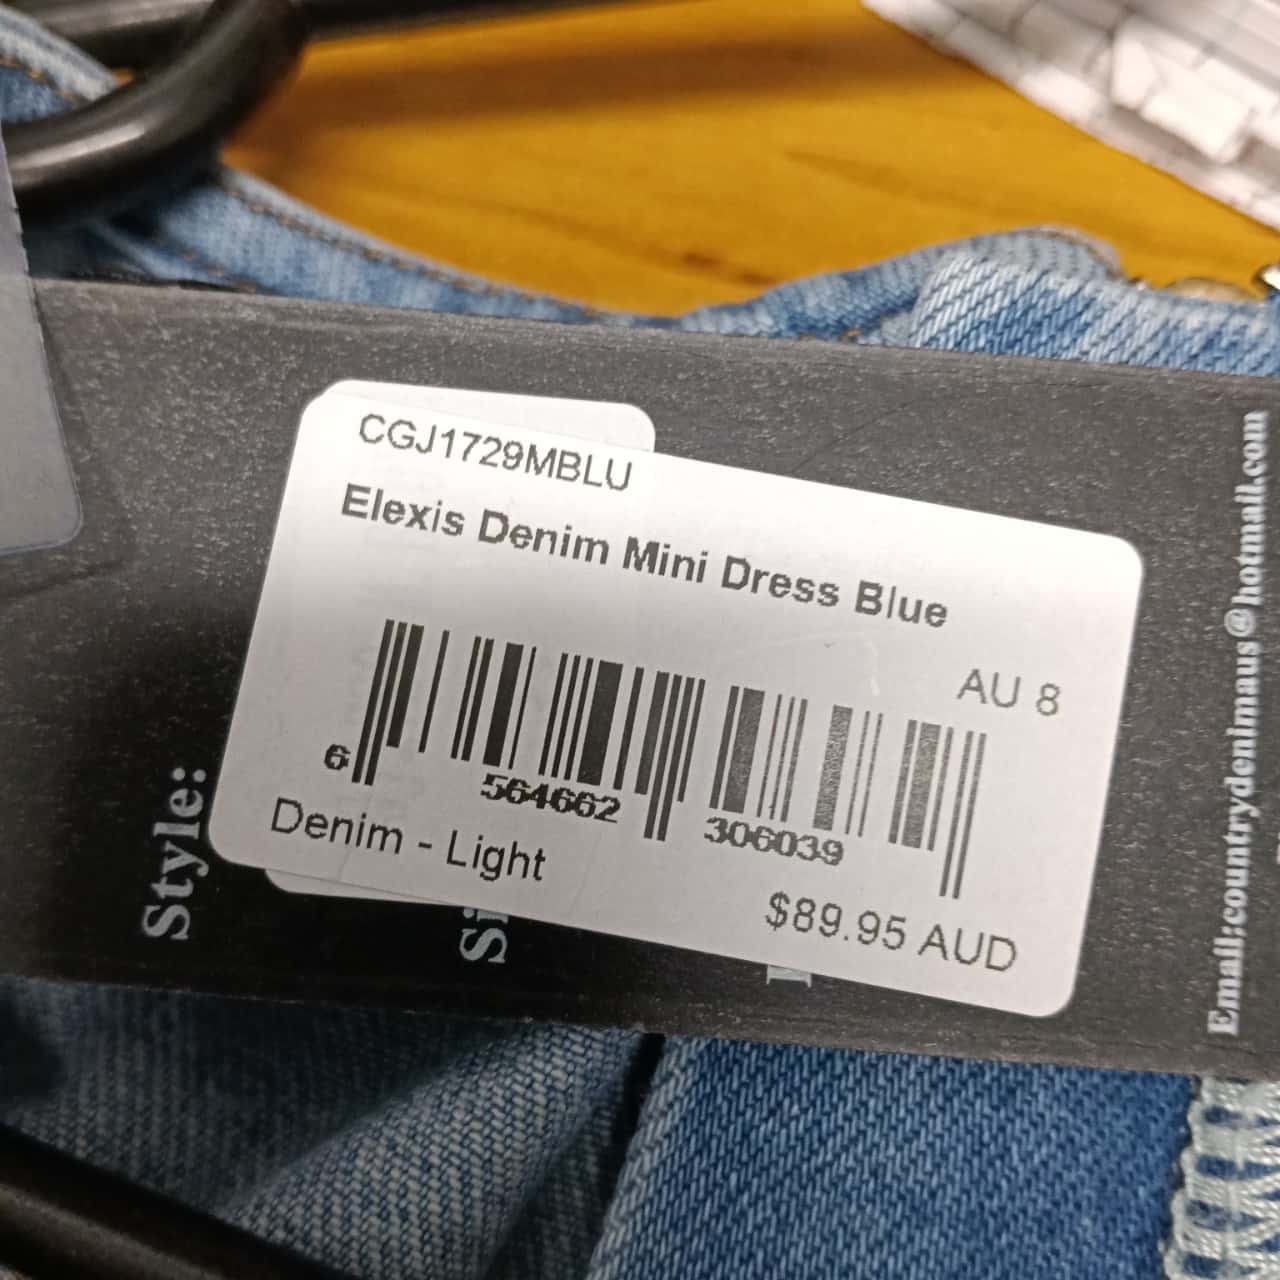 CGJ1729MBLU
Elexis Denim Mini Dress Blue
AU 8
6 564662 306039
Denim - Light
$89.95 AUD
Style:
Si
Email:countrydenimaus@hotmail.com